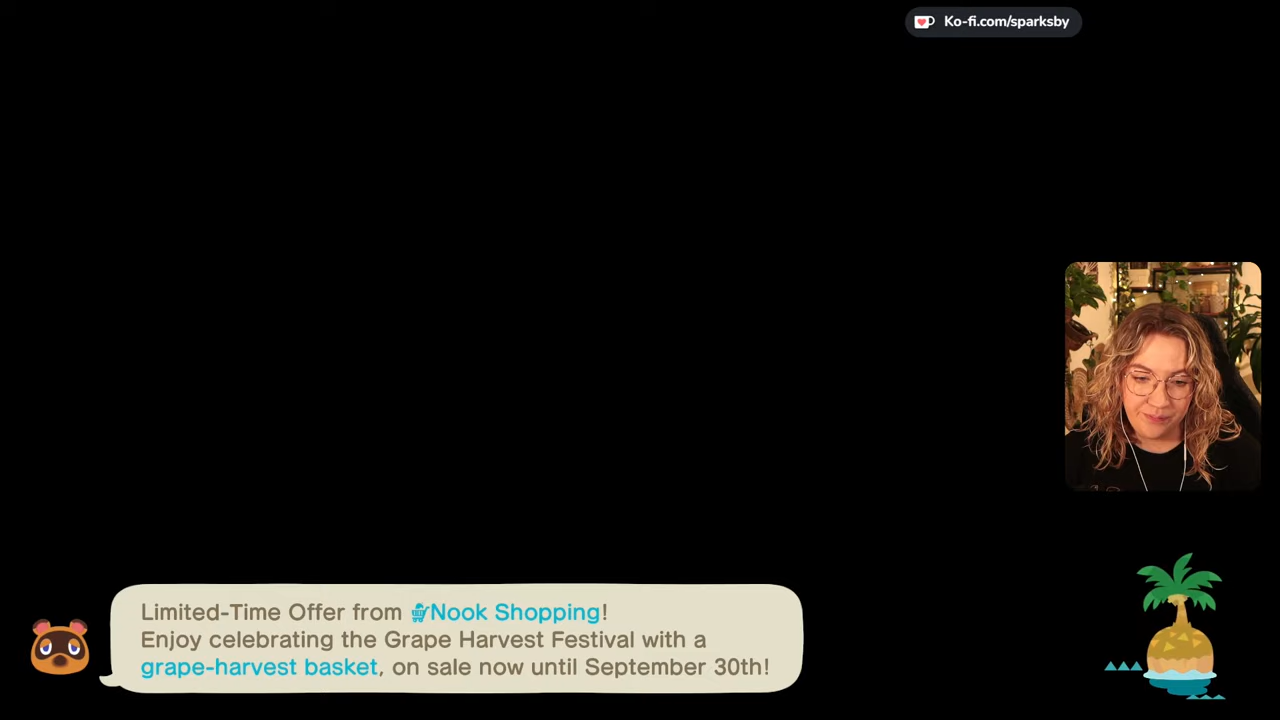 Ko-fi.com/sparksby
Limited-Time Offer from Nook Shopping!
Enjoy celebrating the Grape Harvest Festival with a
grape-harvest basket, on sale now until September 30th!